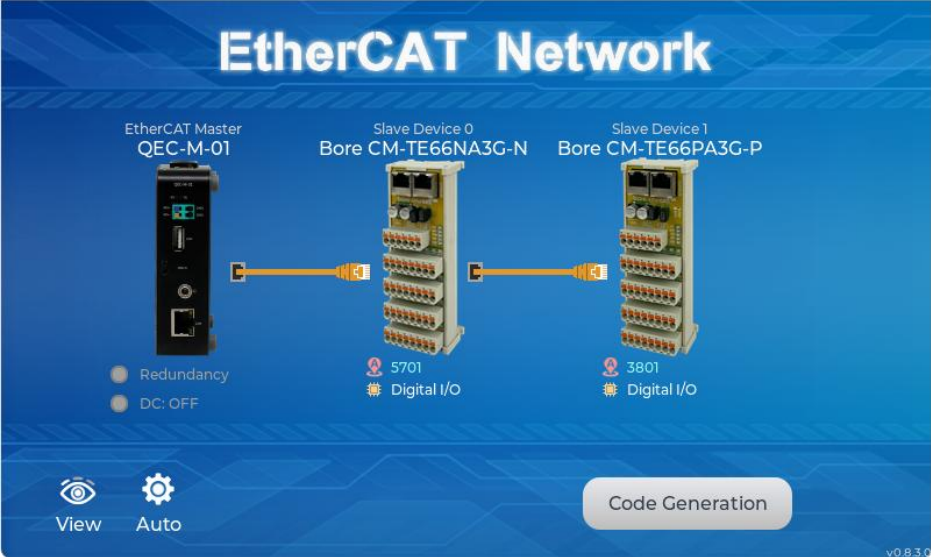 EtherCAT Network
EtherCAT Master
QEC-M-01
Slave Device 0
Bore CM-TE66NA3G-N
Slave Device 1
Bore CM-TE66PA3G-P
5701
3801
Digital I/O
Digital I/O
Redundancy
DC: OFF
View
Auto
Code Generation
v0.8.3.0